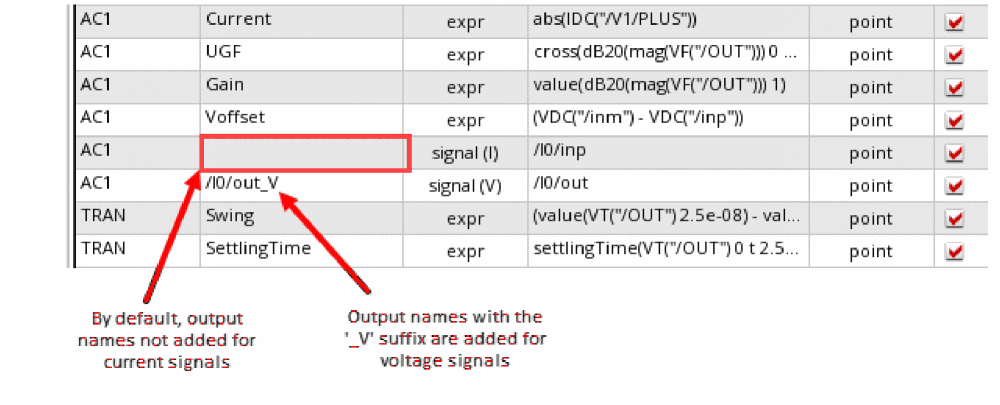 AC1 Current expr abs(IDC("/V1/PLUS")) point
AC1 UGF expr cross(dB20(mag(VF("/OUT"))) 0 ... point
AC1 Gain expr value(dB20(mag(VF("/OUT"))) 1) point
AC1 Voffset expr (VDC("/inm") - VDC("/inp")) point
AC1 signal (I) /I0/inp point
AC1 /I0/out_V signal (V) /I0/out point
TRAN Swing expr (value(VT("/OUT") 2.5e-08) - val... point
TRAN SettlingTime expr settlingTime(VT("/OUT") 0 t 2.5... point
By default, output
names not added for
current signals
Output names with the
'_V' suffix are added for
voltage signals